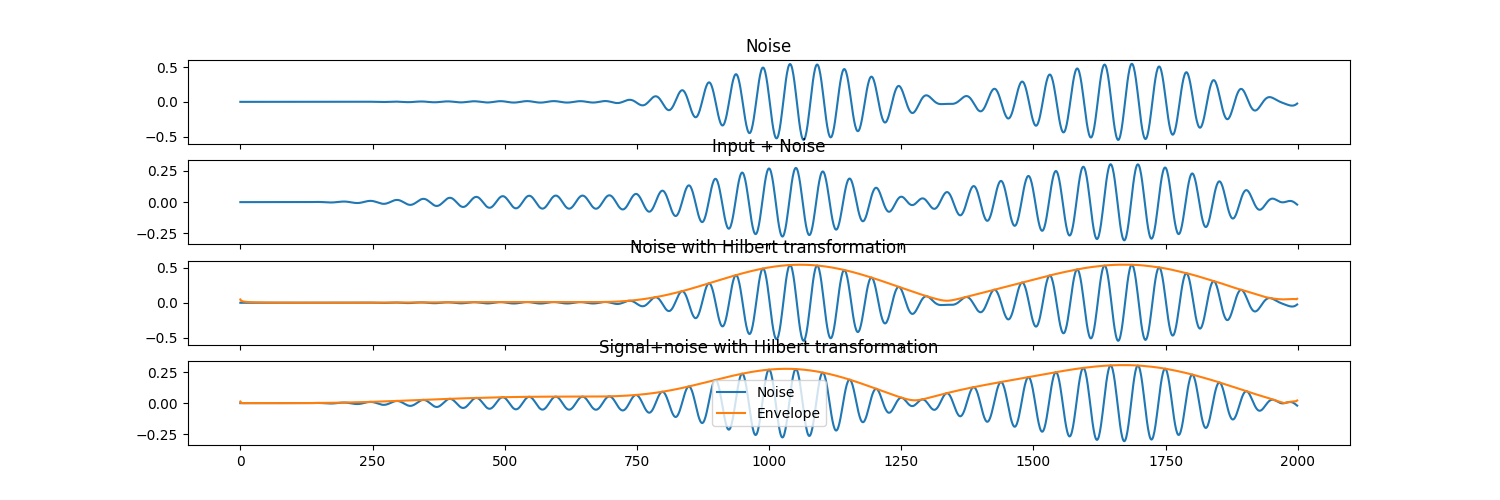 Noise
0.5
0.0
−0.5
Input + Noise
0.25
0.00
−0.25
Noise with Hilbert transformation
0.5
0.0
−0.5
Signal+noise with Hilbert transformation
0.25
0.00
−0.25
Noise
Envelope
0 250 500 750 1000 1250 1500 1750 2000